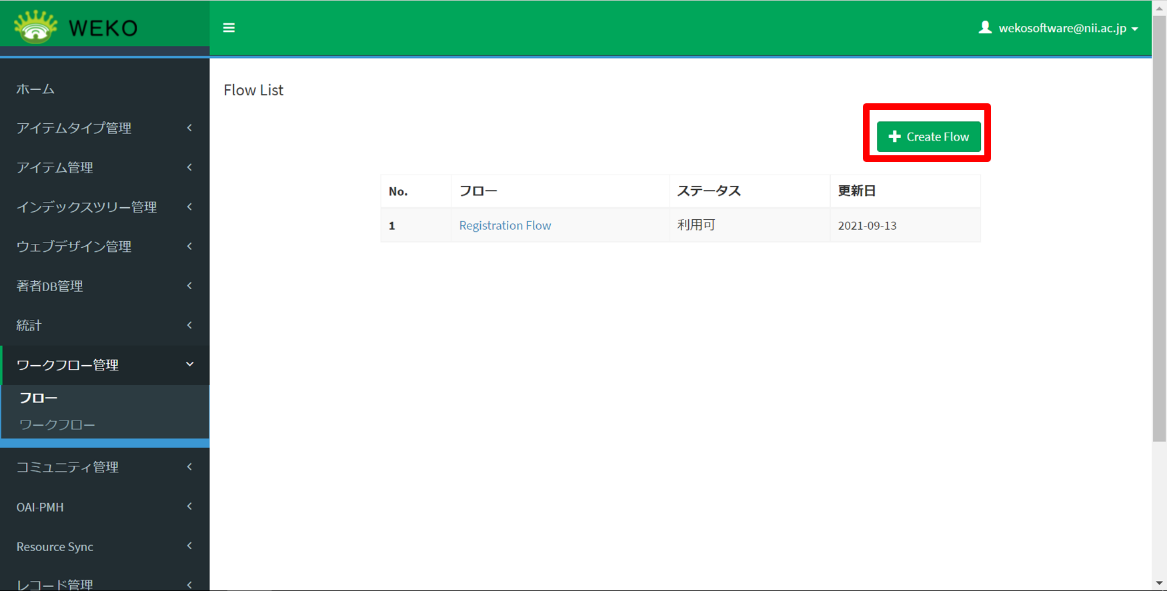 WEKO
wekosoftware@nii.ac.jp
ホーム
アイテムタイプ管理
アイテム管理
インデックスツリー管理
ウェブデザイン管理
著者DB管理
統計
ワークフロー管理
フロー
ワークフロー
コミュニティ管理
OAI-PMH
Resource Sync
レコード管理
Flow List
Create Flow
No. フロー ステータス 更新日
1 Registration Flow 利用可 2021-09-13